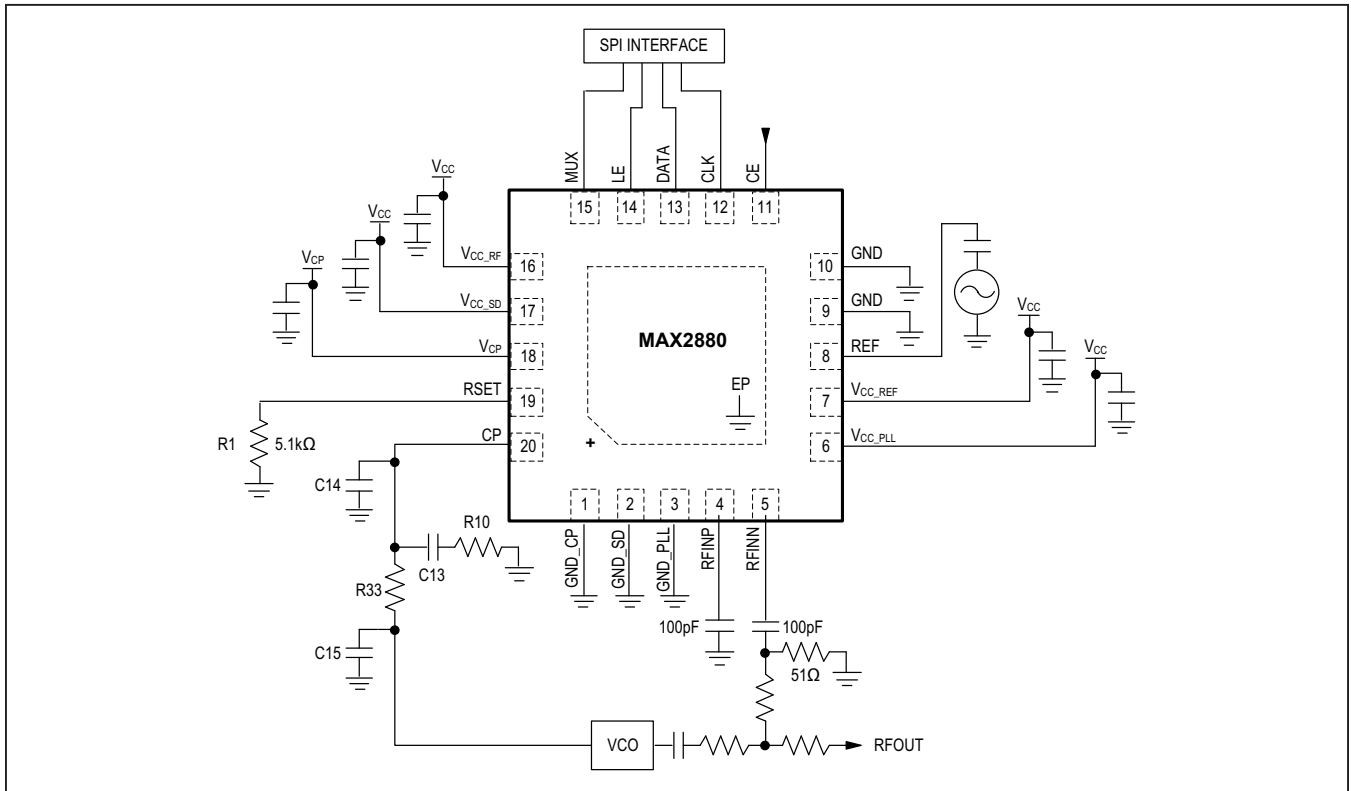 SPI INTERFACE
MUX
LE
DATA
CLK
CE
15
14
13
12
11
VCC
VCC
VCP
VCC_RF
16
VCC_SD
17
VCP
18
RSET
19
CP
20
10
GND
9
GND
8
REF
7
VCC_REF
6
VCC_PLL
VCC
VCC
MAX2880
EP
+
R1
5.1kΩ
C14
R10
C13
R33
C15
1
2
3
4
5
GND_CP
GND_SD
GND_PLL
RFINP
RFINN
100pF
100pF
51Ω
VCO
RFOUT